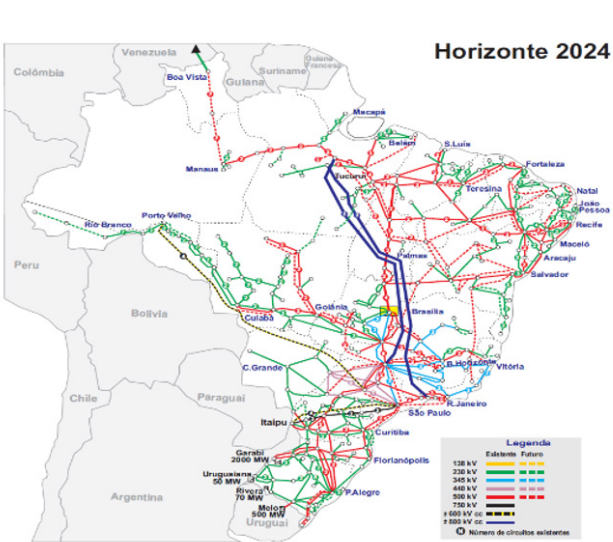 Horizonte 2024
Venezuela
Guiana
Francesa
Colômbia
Suriname
Boa Vista
Guiana
Macapá
Belém
S.Luis
Manaus
Tucuruí
Fortaleza
Teresina
Natal
João
Pessoa
Porto Velho
Rio Branco
Recife
Maceió
Palmas
Aracaju
Peru
Salvador
Bolivia
Goiânia
Cuiabá
Brasília
C.Grande
B.Horizonte
Vitória
Paraguai
Chile
R.Janeiro
São Paulo
Itaipu
Curitiba
Garabi
2000 MW
Florianópolis
Uruguaiana
50 MW
Rivera
70 MW
P.Alegre
Argentina
Melo
500 MW
Uruguai
Legenda
Existente Futuro
138 kV
230 kV
345 kV
440 kV
500 kV
750 kV
± 600 kV cc
± 800 kV cc
Número de circuitos existentes